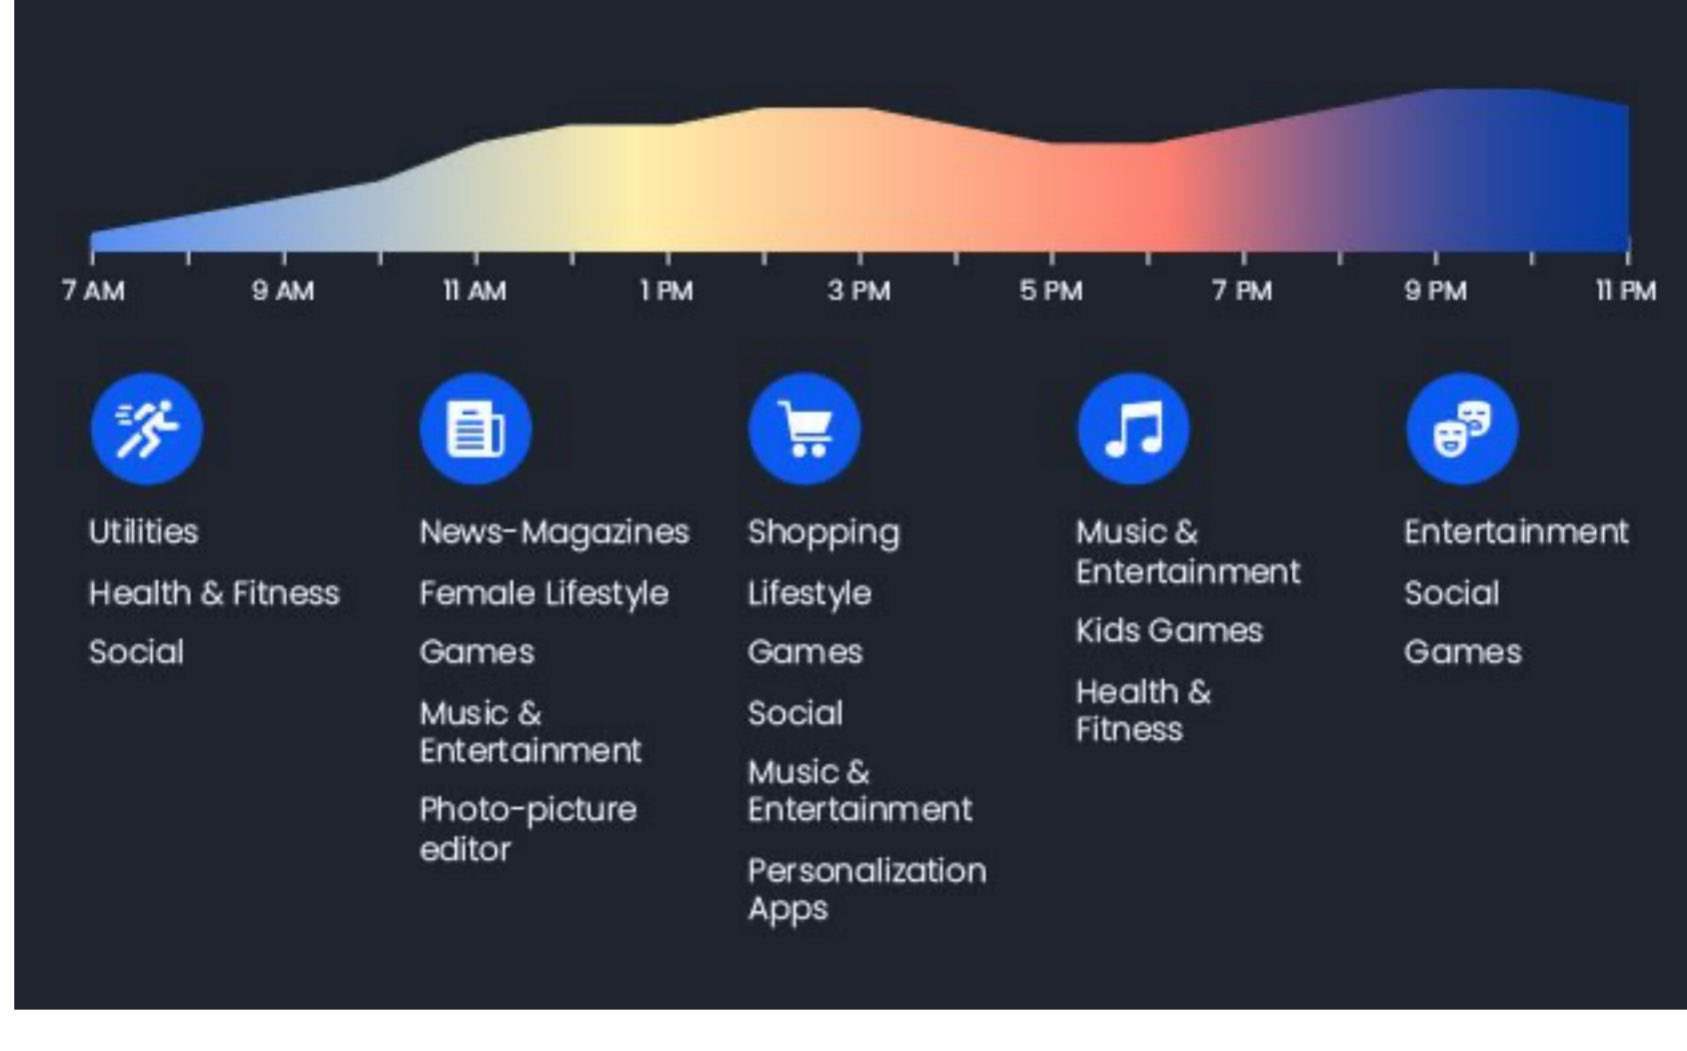 7 AM
9 AM
11 AM
1 PM
3 PM
5 PM
7 PM
9 PM
11 PM
Utilities
Health & Fitness
Social
News-Magazines
Female Lifestyle
Games
Music &
Entertainment
Photo-picture
editor
Shopping
Lifestyle
Games
Social
Music &
Entertainment
Personalization
Apps
Music &
Entertainment
Kids Games
Health &
Fitness
Entertainment
Social
Games